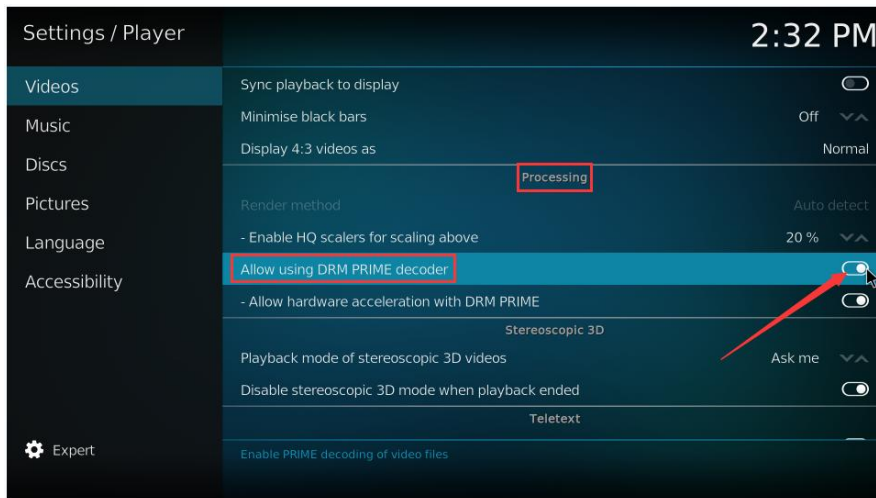 Settings / Player
2:32 PM
Videos
Music
Discs
Pictures
Language
Accessibility
Expert
Sync playback to display
Minimise black bars Off
Display 4:3 videos as Normal
Processing
Render method Auto detect
- Enable HQ scalers for scaling above 20 %
Allow using DRM PRIME decoder
- Allow hardware acceleration with DRM PRIME
Stereoscopic 3D
Playback mode of stereoscopic 3D videos Ask me
Disable stereoscopic 3D mode when playback ended
Teletext
Enable PRIME decoding of video files